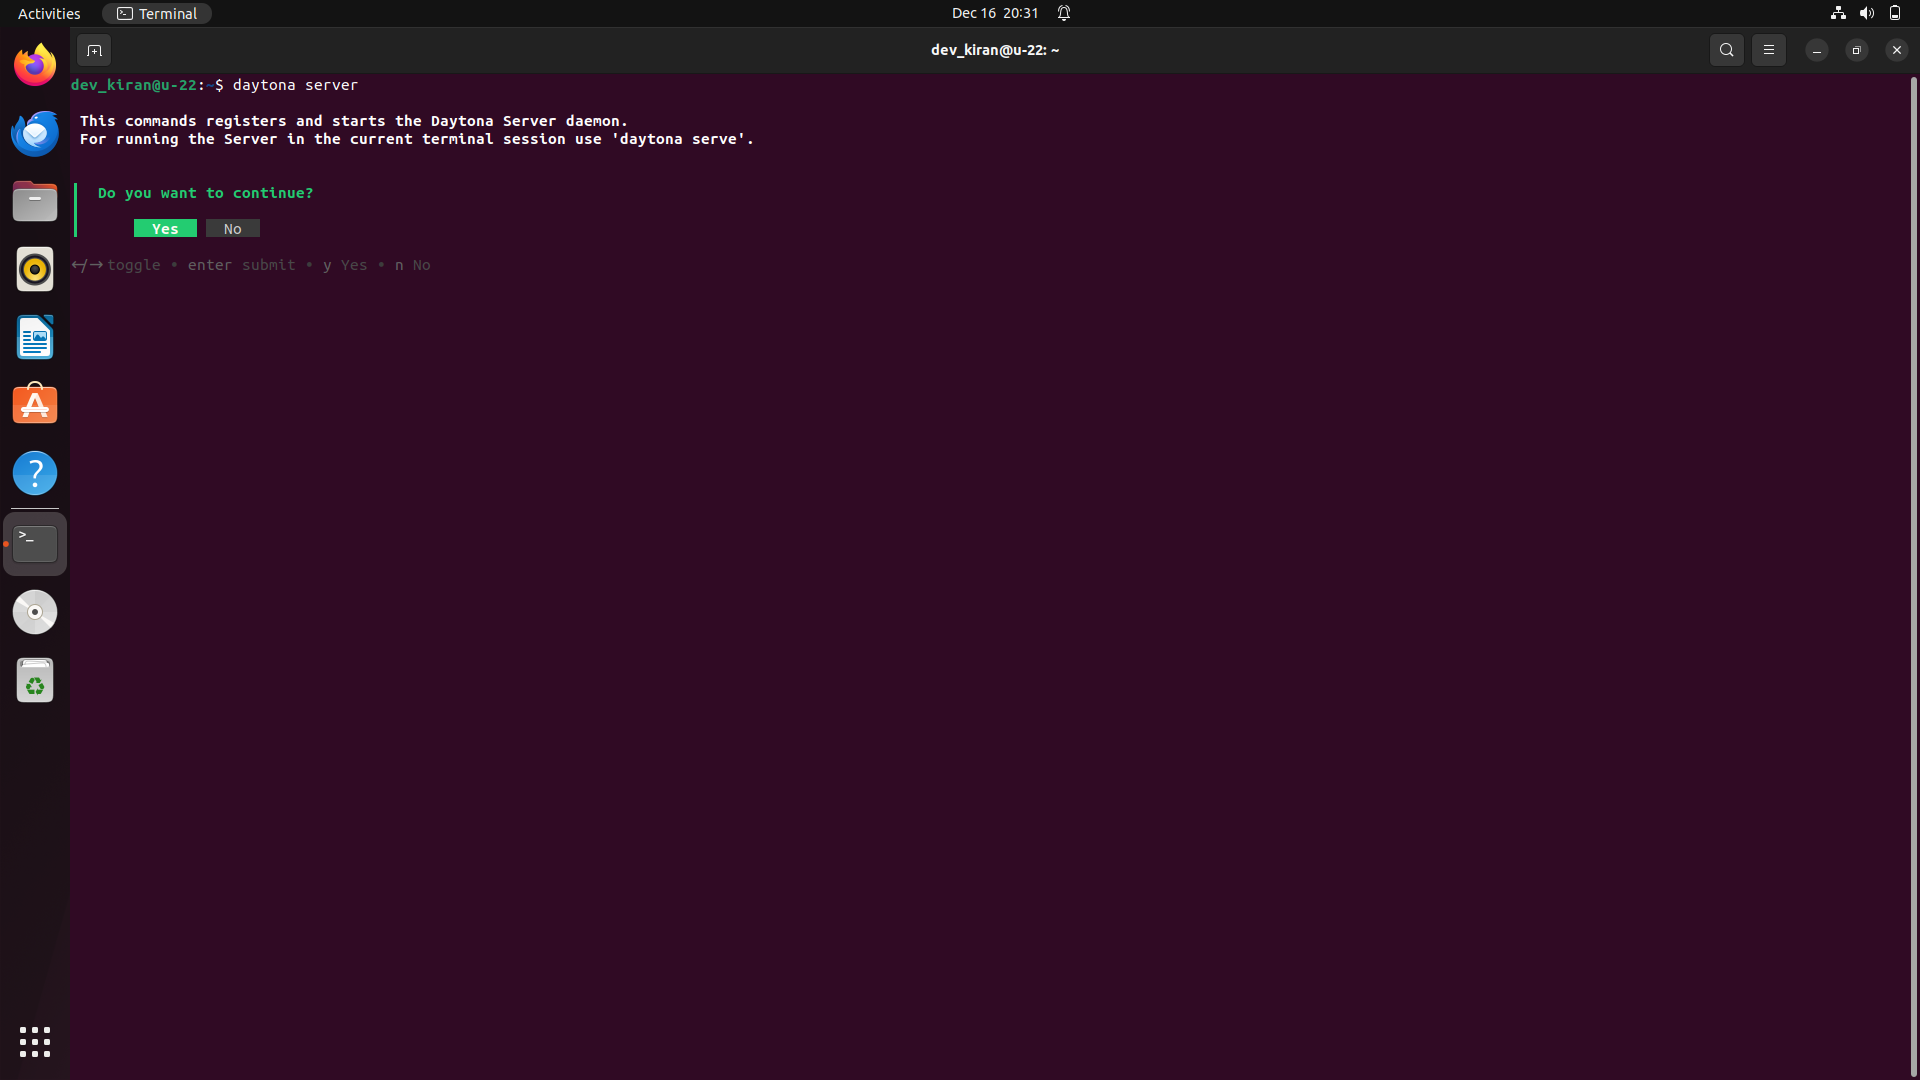 Activities
Terminal
Dec 16 20:31
dev_kiran@u-22: ~
dev_kiran@u-22:~$ daytona server
This commands registers and starts the Daytona Server daemon.
For running the Server in the current terminal session use 'daytona serve'.
Do you want to continue?
Yes No
←/→ toggle • enter submit • y Yes • n No